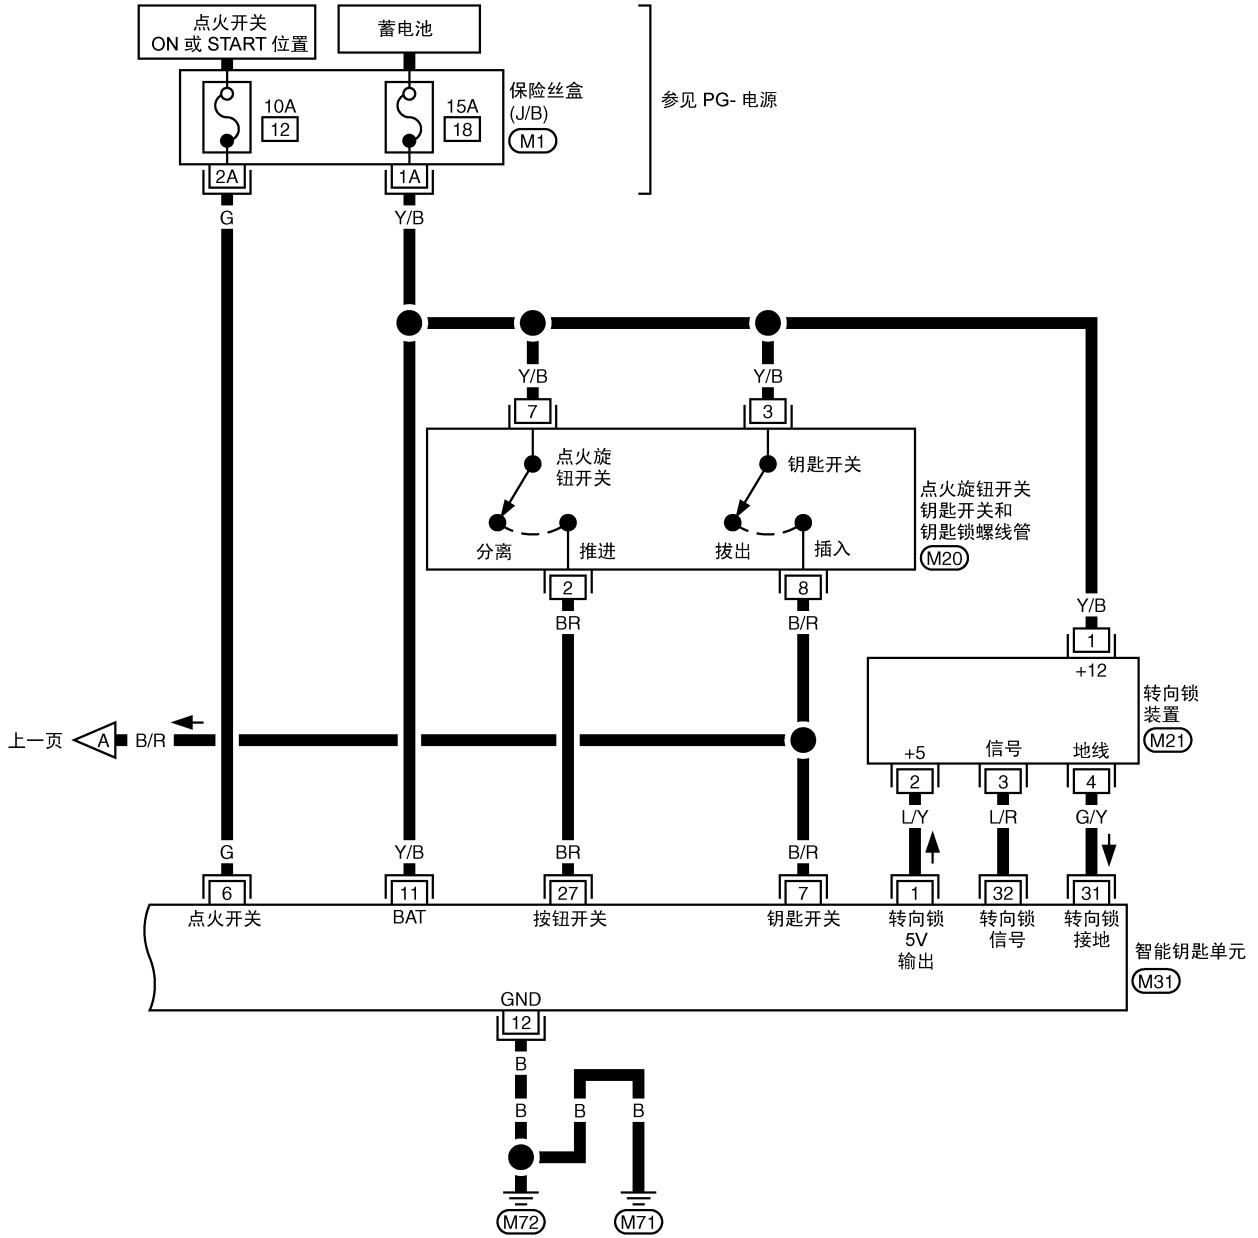 点火开关
ON 或 START 位置
蓄电池
10A
12
15A
18
保险丝盒
(J/B)
M1
参见 PG- 电源
2A
1A
G
Y/B
Y/B
Y/B
7
3
点火旋
钮开关
钥匙开关
分离
推进
拔出
插入
点火旋钮开关
钥匙开关和
钥匙锁螺线管
M20
2
8
BR
B/R
Y/B
1
+12
转向锁
装置
M21
+5
信号
地线
上一页
A
B/R
2
3
4
L/Y
L/R
G/Y
G
Y/B
BR
B/R
6
11
27
7
1
32
31
点火开关
BAT
按钮开关
钥匙开关
转向锁
5V
输出
转向锁
信号
转向锁
接地
智能钥匙单元
M31
GND
12
B
B
B
B
M72
M71